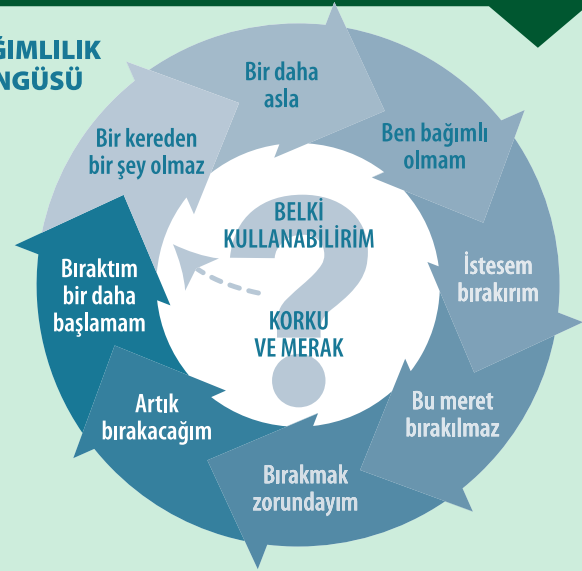 ĞIMLILIK
NGÜSÜ
Bir daha
asla
Ben bağımlı
olmam
İstesem
bırakırım
Bu meret
bırakılmaz
Bırakmak
zorundayım
Artık
bırakacağım
Bıraktım
bir daha
başlamam
Bir kereden
bir şey olmaz
BELKİ
KULLANABİLİRİM
KORKU
VE MERAK
?